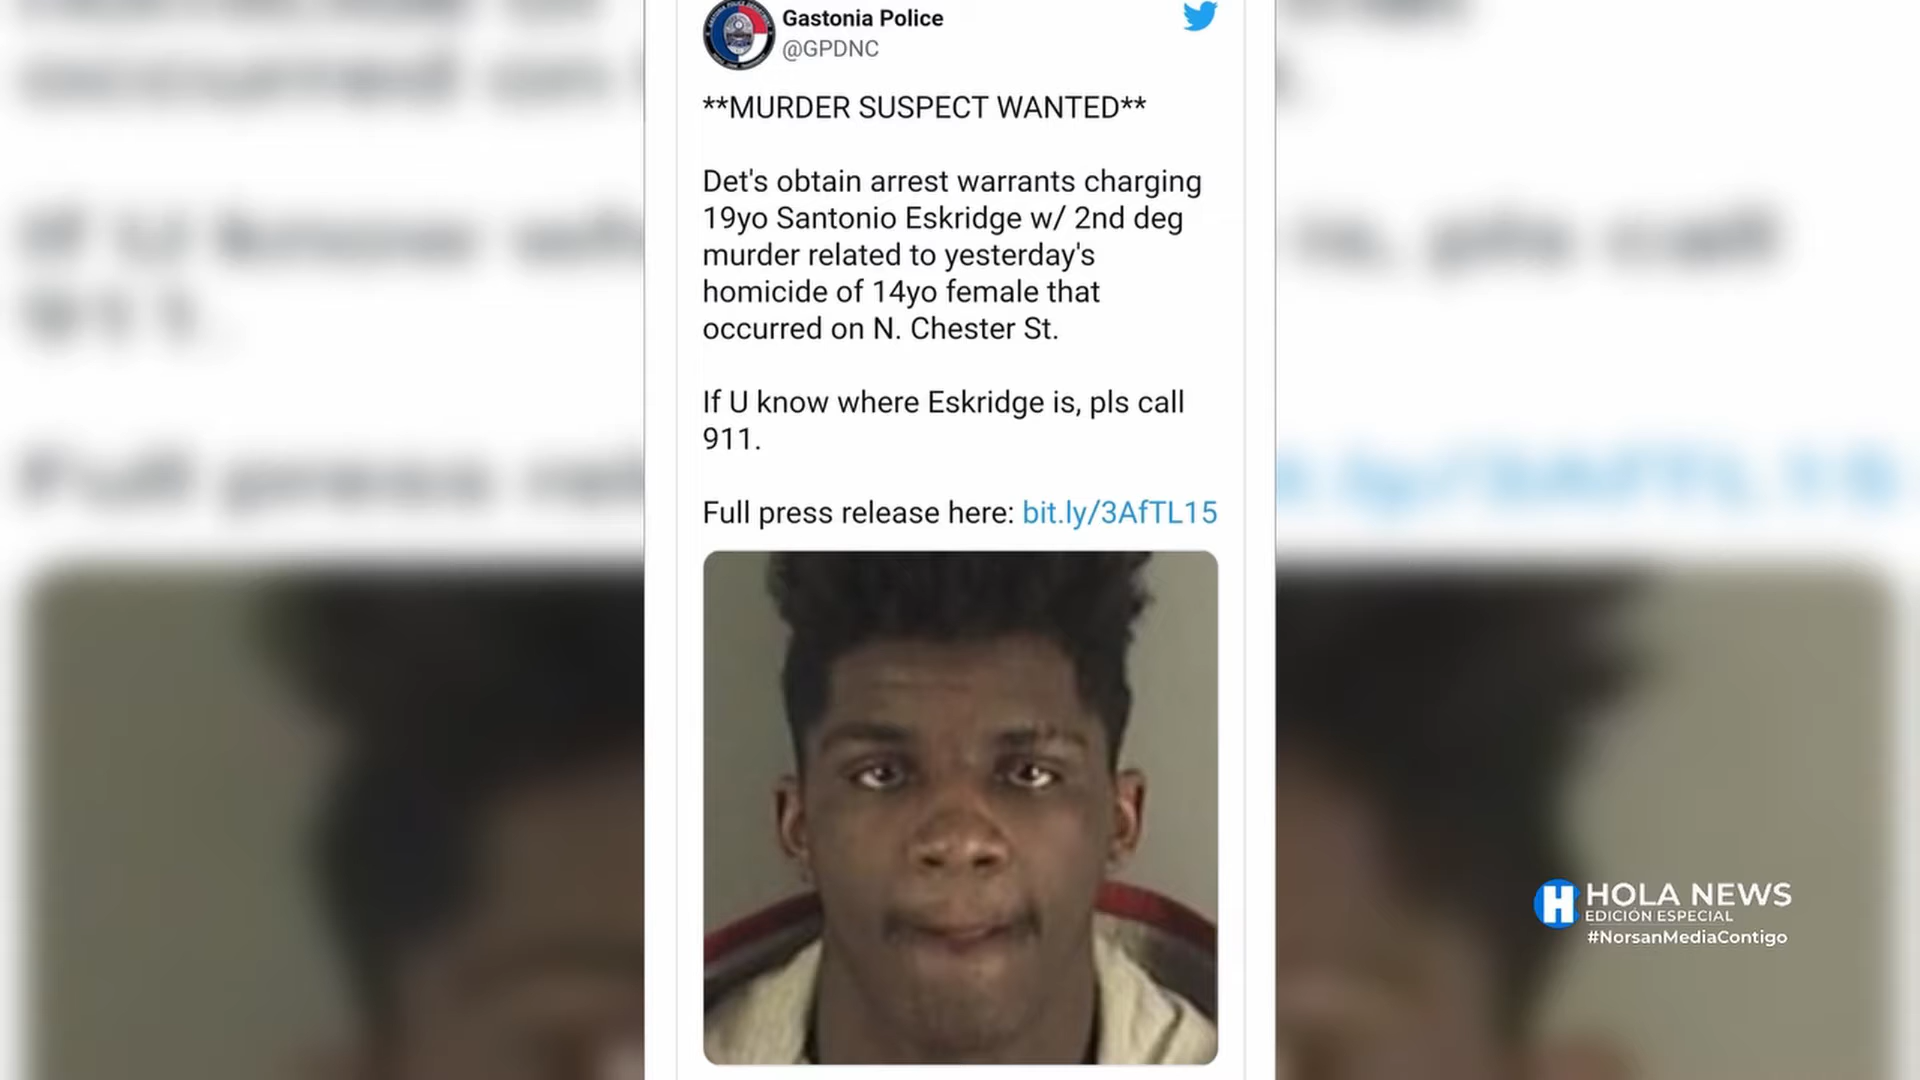 Gastonia Police
@GPDNC
**MURDER SUSPECT WANTED**
Det's obtain arrest warrants charging
19yo Santonio Eskridge w/ 2nd deg
murder related to yesterday's
homicide of 14yo female that
occurred on N. Chester St.
If U know where Eskridge is, pls call
911.
Full press release here: bit.ly/3AfTL15
H HOLA NEWS
EDICIÓN ESPECIAL
#NorsanMediaContigo